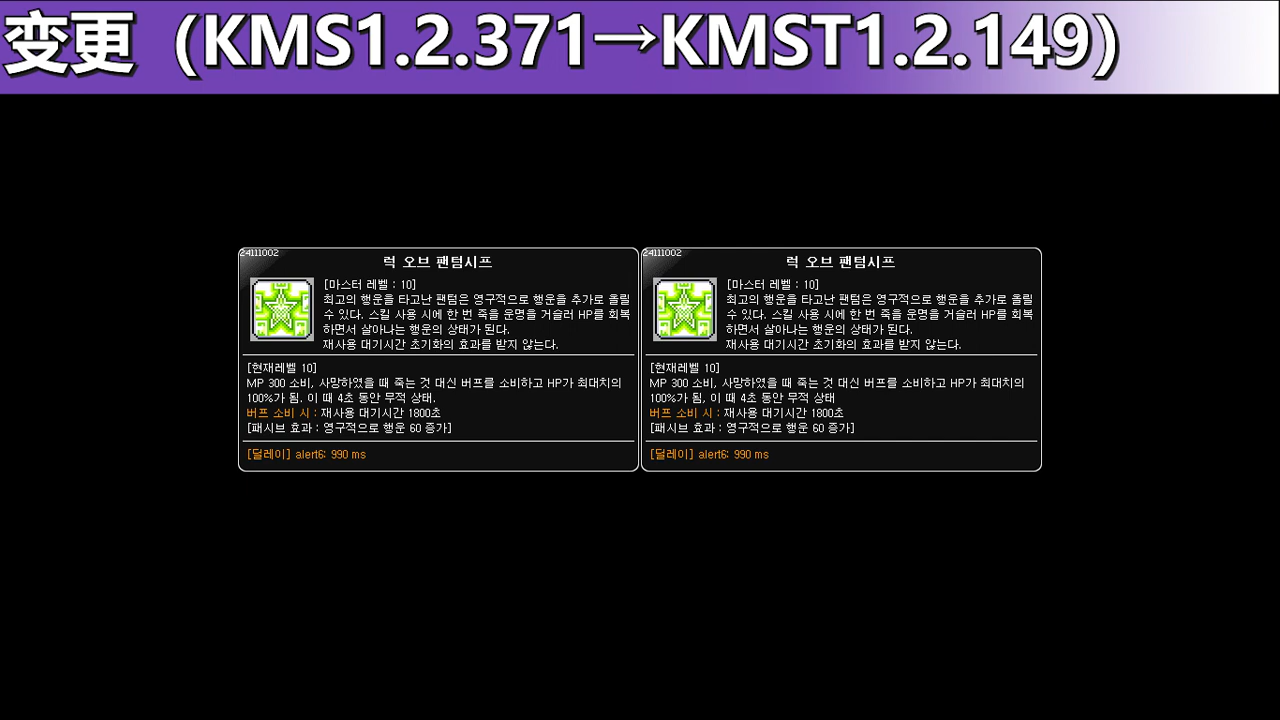 变更（KMS1.2.371→KMST1.2.149）
24111002
럭 오브 팬텀시프
[마스터 레벨 : 10]
최고의 행운을 타고난 팬텀은 영구적으로 행운을 추가로 올릴
수 있다. 스킬 사용 시에 한 번 죽을 운명을 거슬러 HP를 회복
하면서 살아나는 행운의 상태가 된다.
재사용 대기시간 초기화의 효과를 받지 않는다.
[현재레벨 10]
MP 300 소비, 사망하였을 때 죽는 것 대신 버프를 소비하고 HP가 최대치의
100%가 됨. 이 때 4초 동안 무적 상태.
버프 소비 시 : 재사용 대기시간 1800초
[패시브 효과 : 영구적으로 행운 60 증가]
[딜레이] alert6: 990 ms
24111002
럭 오브 팬텀시프
[마스터 레벨 : 10]
최고의 행운을 타고난 팬텀은 영구적으로 행운을 추가로 올릴
수 있다. 스킬 사용 시에 한 번 죽을 운명을 거슬러 HP를 회복
하면서 살아나는 행운의 상태가 된다.
재사용 대기시간 초기화의 효과를 받지 않는다.
[현재레벨 10]
MP 300 소비, 사망하였을 때 죽는 것 대신 버프를 소비하고 HP가 최대치의
100%가 됨, 이 때 4초 동안 무적 상태
버프 소비 시 : 재사용 대기시간 1800초
[패시브 효과 : 영구적으로 행운 60 증가]
[딜레이] alert6: 990 ms